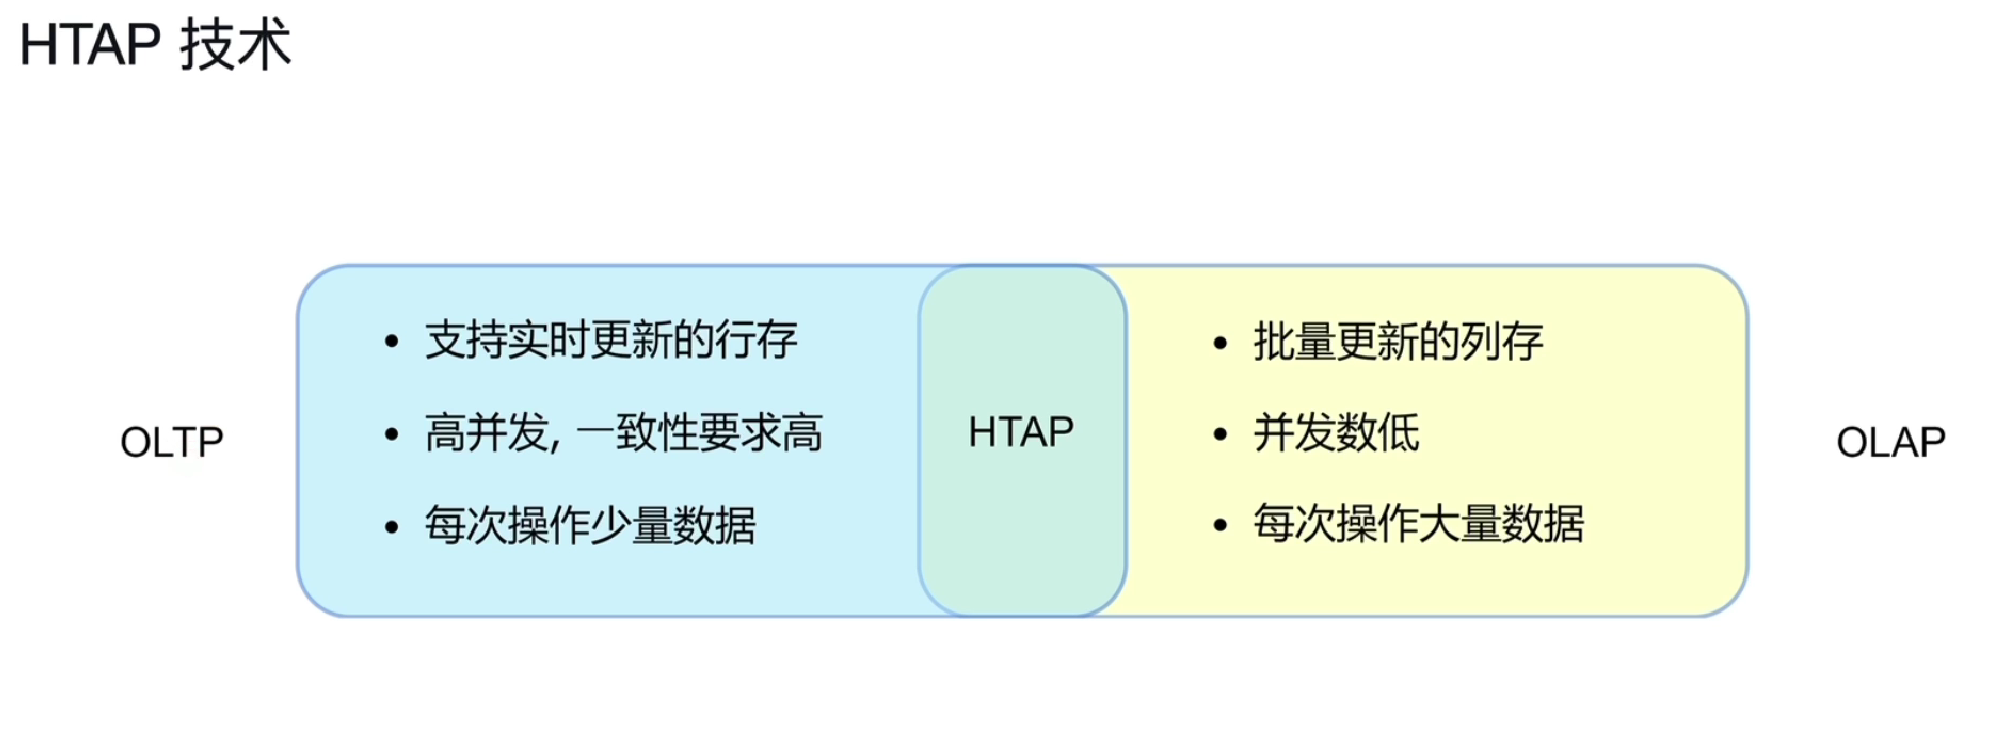 HTAP 技术
OLTP
• 支持实时更新的行存
• 高并发, 一致性要求高
• 每次操作少量数据
HTAP
• 批量更新的列存
• 并发数低
• 每次操作大量数据
OLAP